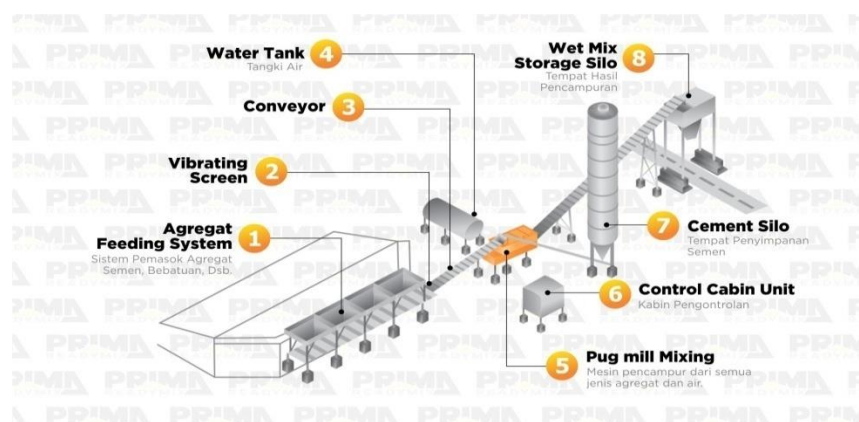 Water Tank
Tangki Air
4
Conveyor
3
Vibrating
Screen
2
Agregat
Feeding System
Sistem Pemasok Agregat
Semen, Bebatuan, Dsb.
1
Wet Mix
Storage Silo
Tempat Hasil
Pencampuran
8
7
Cement Silo
Tempat Penyimpanan
Semen
6
Control Cabin Unit
Kabin Pengontrolan
5
Pug mill Mixing
Mesin pencampur dari semua
jenis agregat dan air.
PRIMA
READYMIX